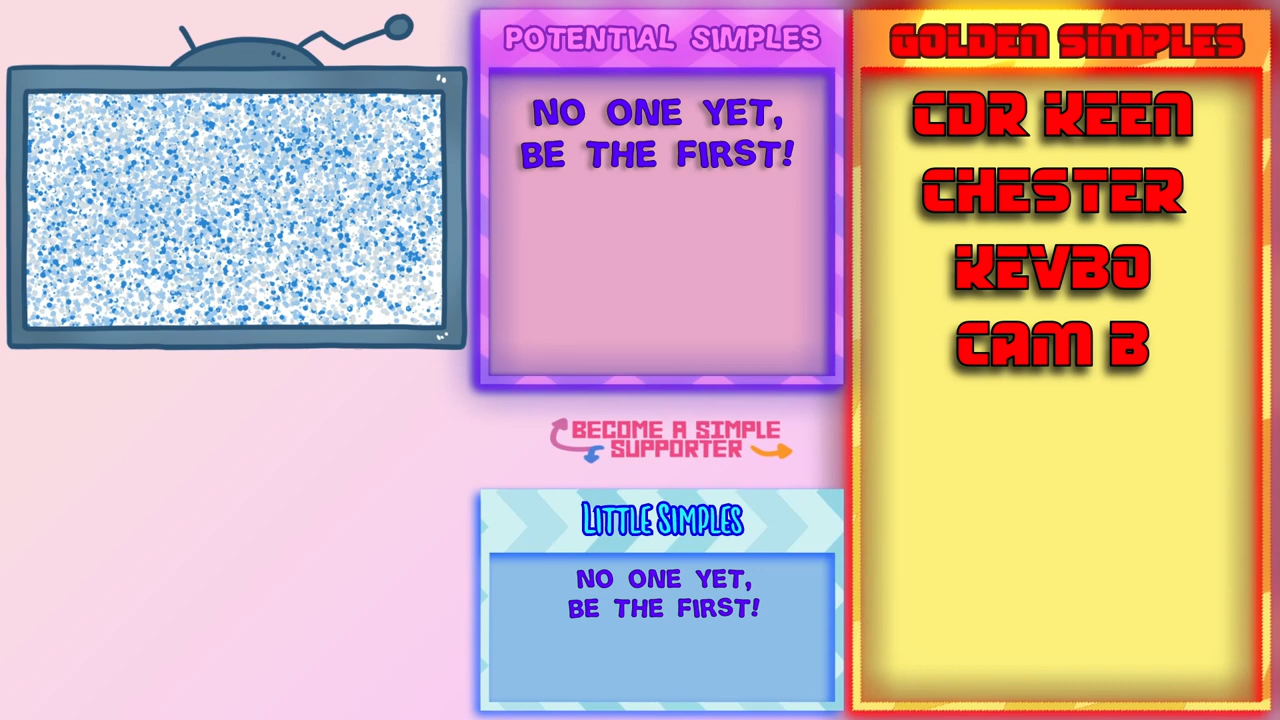 POTENTIAL SIMPLES
NO ONE YET,
BE THE FIRST!
BECOME A SIMPLE
SUPPORTER
LITTLE SIMPLES
NO ONE YET,
BE THE FIRST!
GOLDEN SIMPLES
CDR KEEN
CHESTER
KEVBO
CAM B